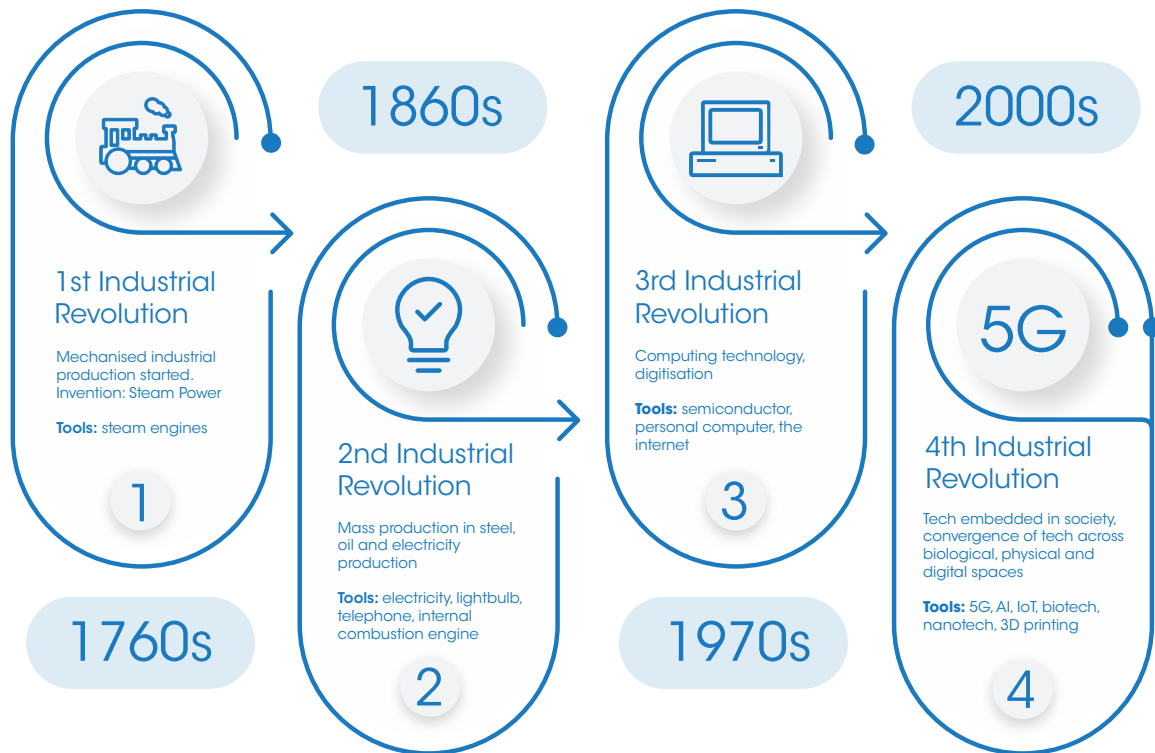 1st Industrial
Revolution
Mechanised industrial
production started.
Invention: Steam Power
Tools: steam engines
1
1760s
1860s
2nd Industrial
Revolution
Mass production in steel,
oil and electricity
production
Tools: electricity, lightbulb,
telephone, internal
combustion engine
2
3rd Industrial
Revolution
Computing technology,
digitisation
Tools: semiconductor,
personal computer, the
internet
3
1970s
2000s
5G
4th Industrial
Revolution
Tech embedded in society,
convergence of tech across
biological, physical and
digital spaces
Tools: 5G, AI, IoT, biotech,
nanotech, 3D printing
4